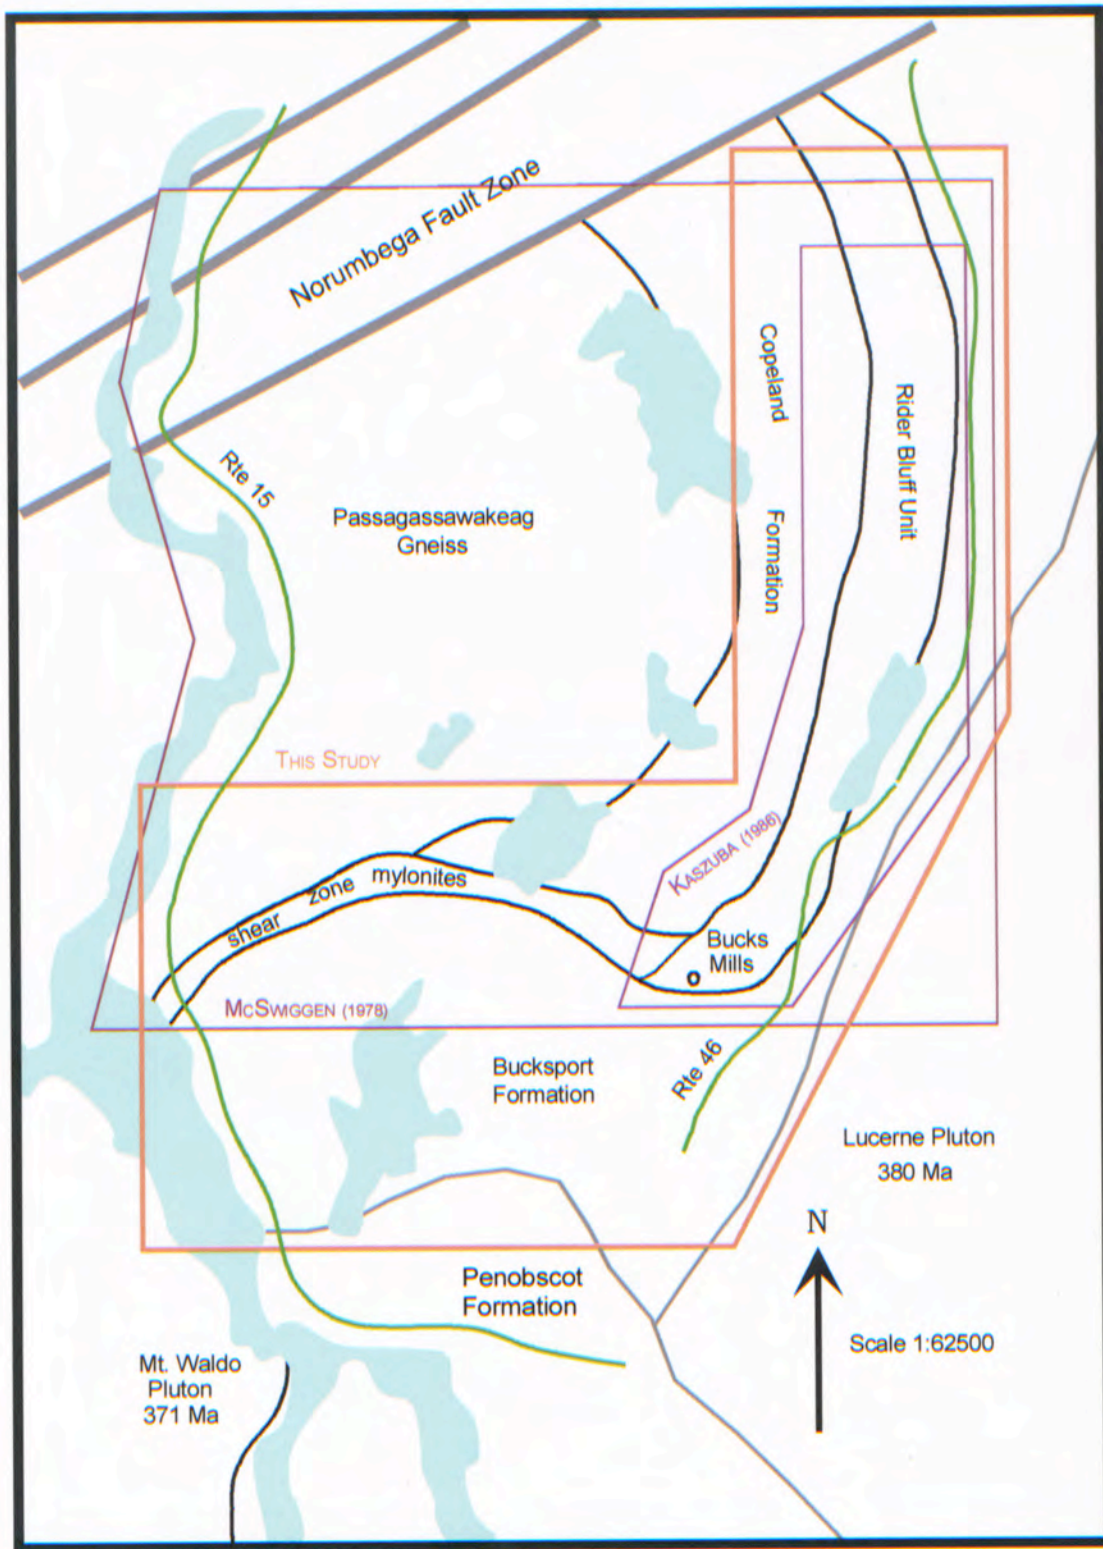 Norumbega Fault Zone
Copeland
Formation
Rider Bluff Unit
Rte 15
Passagassawakeag
Gneiss
THIS STUDY
KASZUBA (1986)
shear zone mylonites
Bucks
Mills
MCSWIGGEN (1978)
Bucksport
Formation
Rte 46
Lucerne Pluton
380 Ma
N
Penobscot
Formation
Scale 1:62500
Mt. Waldo
Pluton
371 Ma